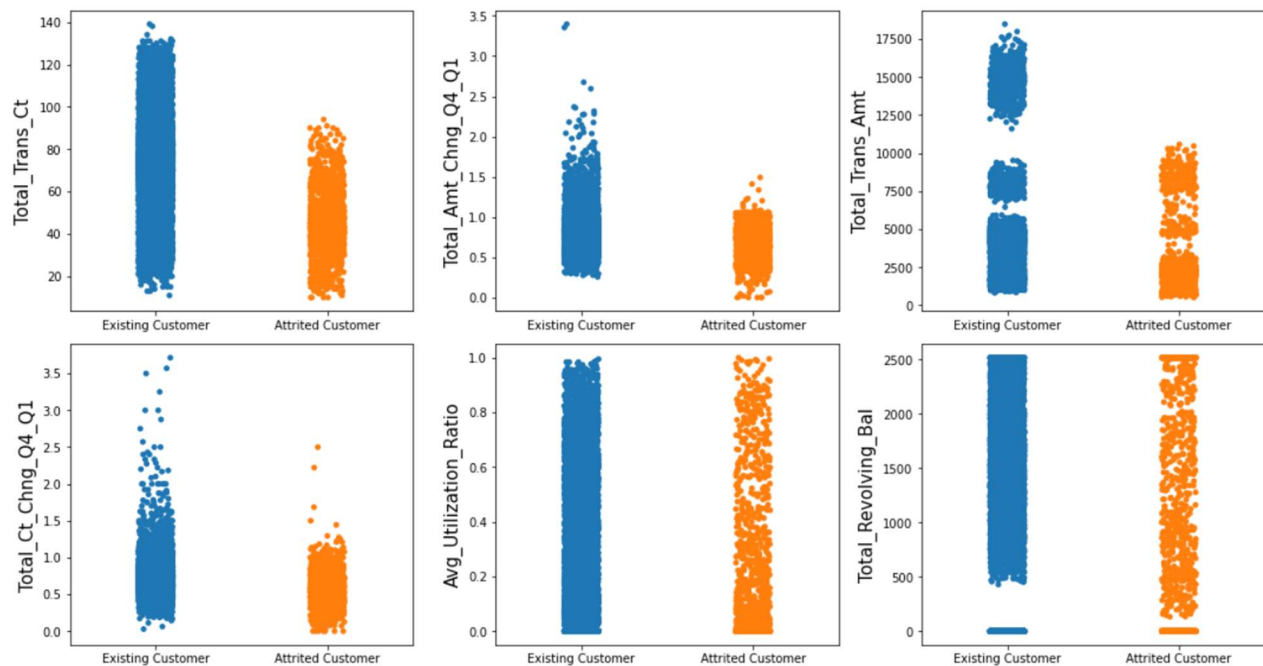 Total_Trans_Ct
140
120
100
80
60
40
20
Existing Customer
Attrited Customer
Total_Amt_Chng_Q4_Q1
3.5
3.0
2.5
2.0
1.5
1.0
0.5
0.0
Existing Customer
Attrited Customer
Total_Trans_Amt
17500
15000
12500
10000
7500
5000
2500
0
Existing Customer
Attrited Customer
Total_Ct_Chng_Q4_Q1
3.5
3.0
2.5
2.0
1.5
1.0
0.5
0.0
Existing Customer
Attrited Customer
Avg_Utilization_Ratio
1.0
0.8
0.6
0.4
0.2
0.0
Existing Customer
Attrited Customer
Total_Revolving_Bal
2500
2000
1500
1000
500
0
Existing Customer
Attrited Customer